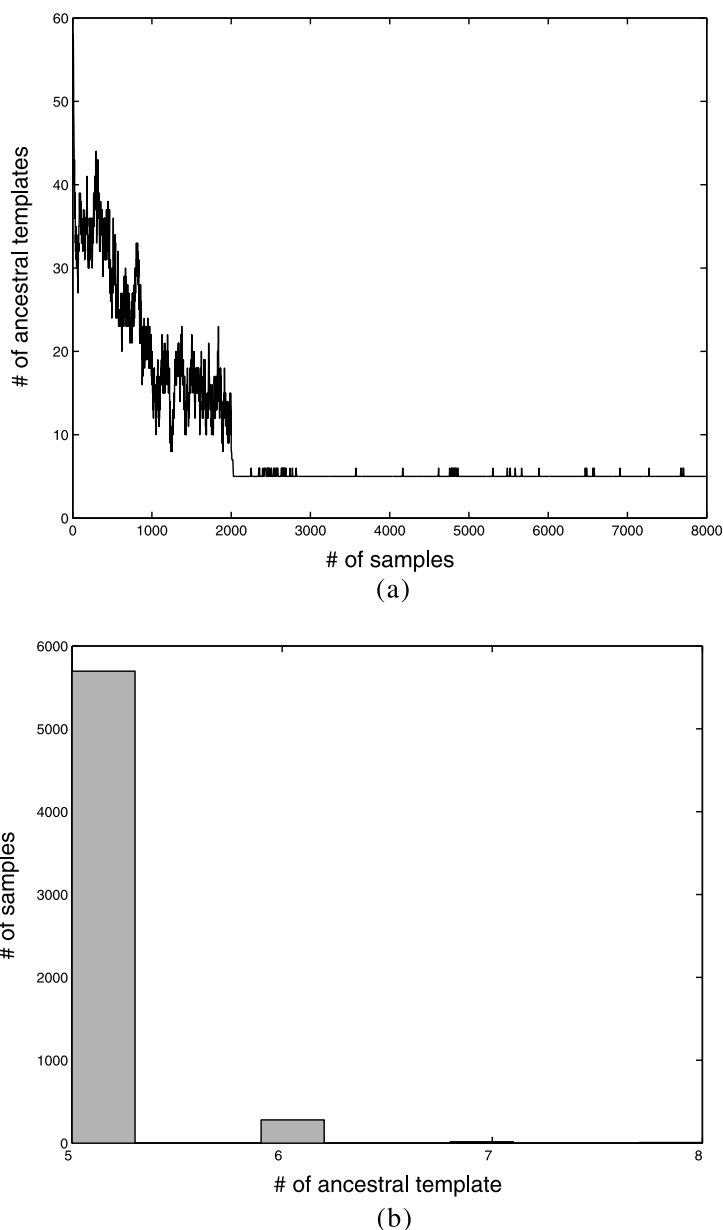 60
50
40
30
20
10
0
0 1000 2000 3000 4000 5000 6000 7000 8000
# of ancestral templates
# of samples
(a)
6000
5000
4000
3000
2000
1000
0
5 6 7 8
# of samples
# of ancestral template
(b)